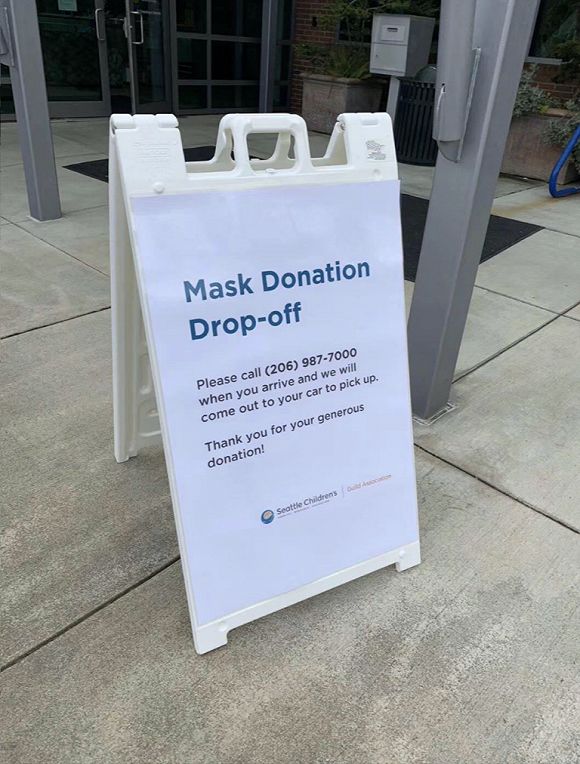 Mask Donation
Drop-off
Please call (206) 987-7000
when you arrive and we will
come out to your car to pick up.
Thank you for your generous
donation!
Seattle Children's | Guild Association